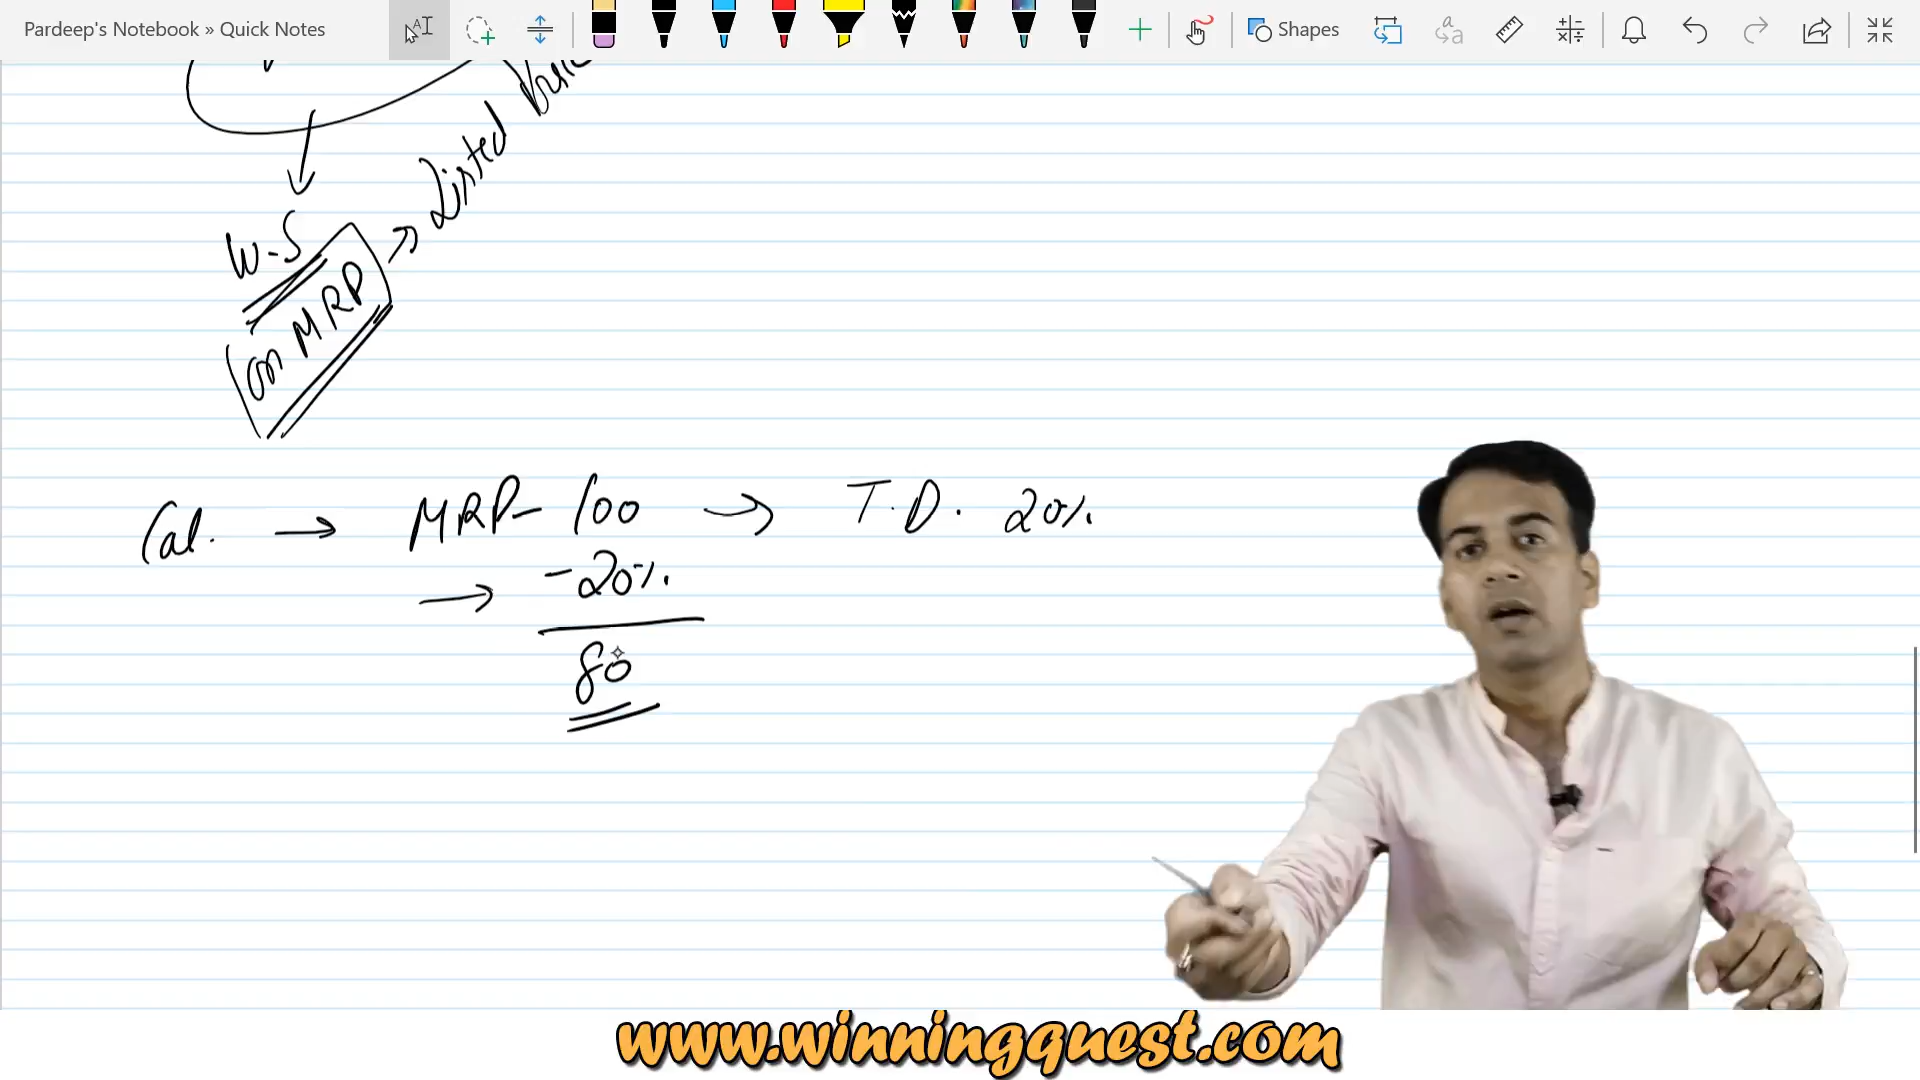 Pardeep's Notebook » Quick Notes
Shapes
Listed
W-S
on MRP
Cal. → MRP - 100 → T.D. 20%
→ -20%
80
www.winningquest.com